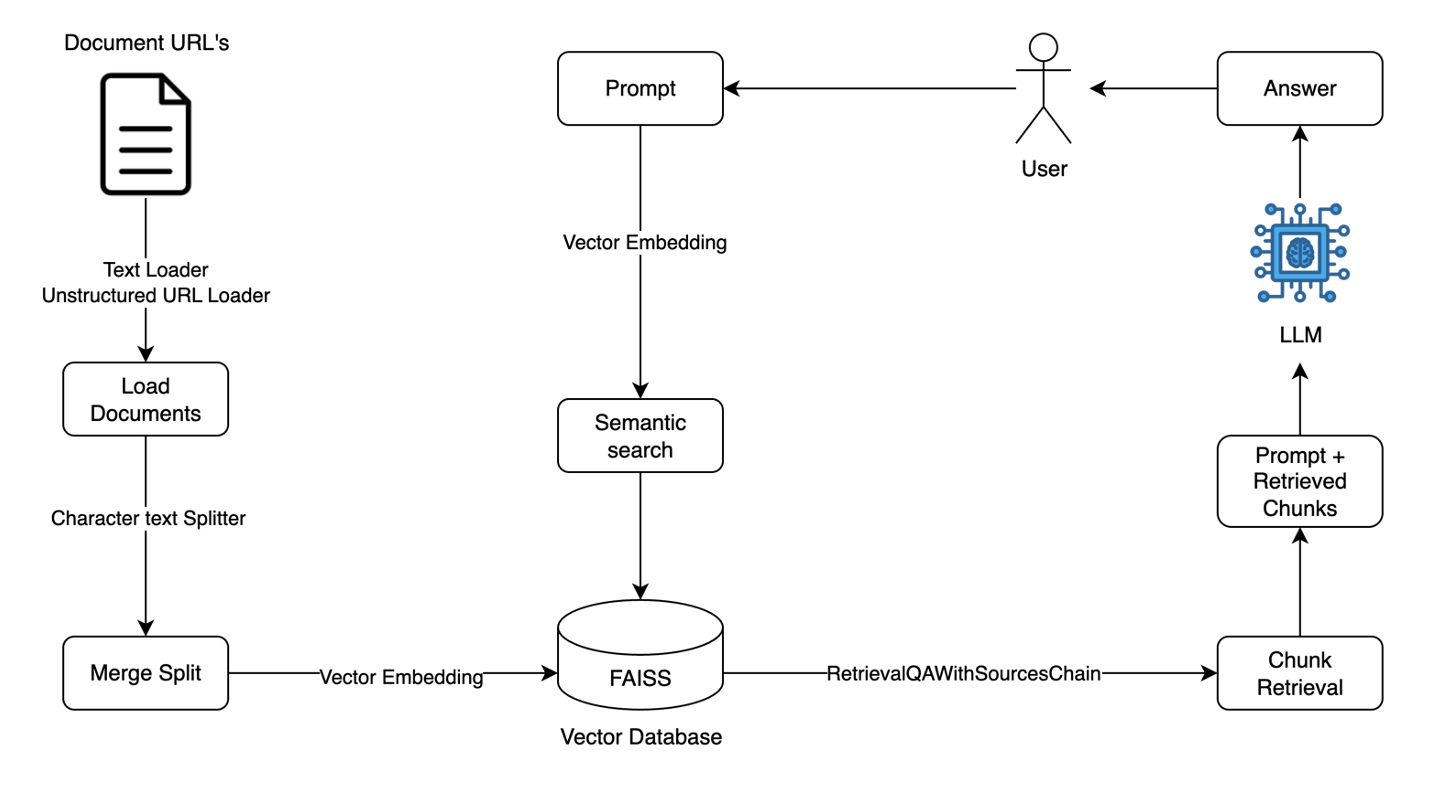 Document URL's
Text Loader
Unstructured URL Loader
Load
Documents
Character text Splitter
Merge Split
Vector Embedding
Prompt
Vector Embedding
Semantic
search
FAISS
Vector Database
RetrievalQAWithSourcesChain
Chunk
Retrieval
Prompt +
Retrieved
Chunks
LLM
Answer
User